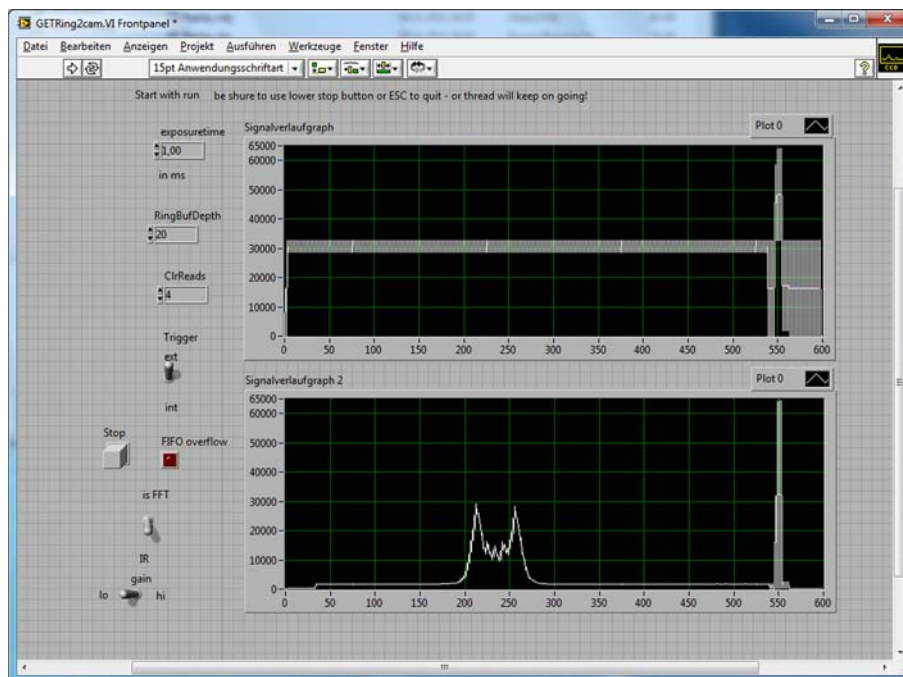 GETRing2cam.VI Frontpanel *
Datei Bearbeiten Anzeigen Projekt Ausführen Werkzeuge Fenster Hilfe
15pt Anwendungsschriftart
CCD
Start with run be shure to use lower stop button or ESC to quit - or thread will keep on going!
exposuretime
1,00
in ms
RingBufDepth
20
ClrReads
4
Trigger
ext
int
Stop
FIFO overflow
is FFT
IR
gain
lo hi
Signalverlaufgraph
Plot 0
65000
60000
50000
40000
30000
20000
10000
0
0 50 100 150 200 250 300 350 400 450 500 550 600
Signalverlaufgraph 2
Plot 0
65000
60000
50000
40000
30000
20000
10000
0
0 50 100 150 200 250 300 350 400 450 500 550 600